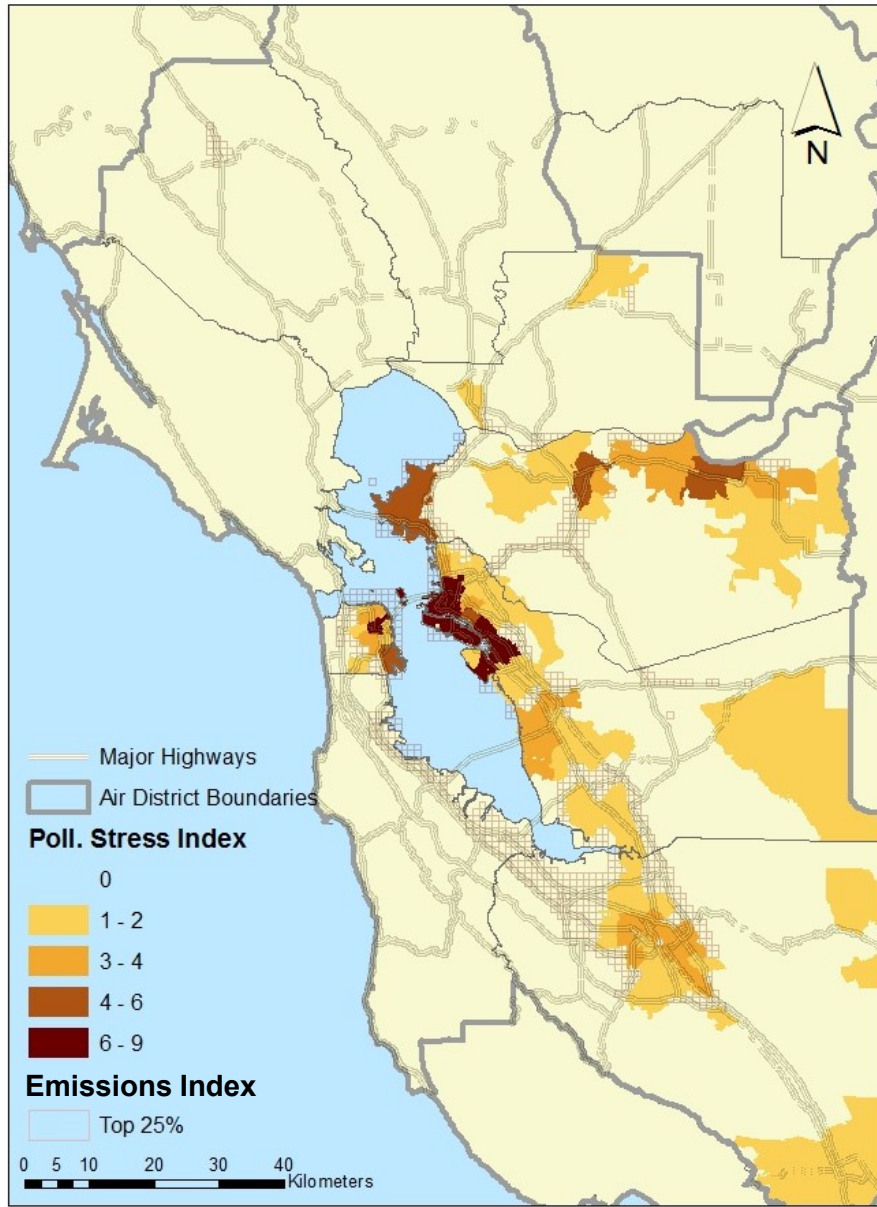 N
Major Highways
Air District Boundaries
Poll. Stress Index
0
1 - 2
3 - 4
4 - 6
6 - 9
Emissions Index
Top 25%
0 5 10 20 30 40
Kilometers